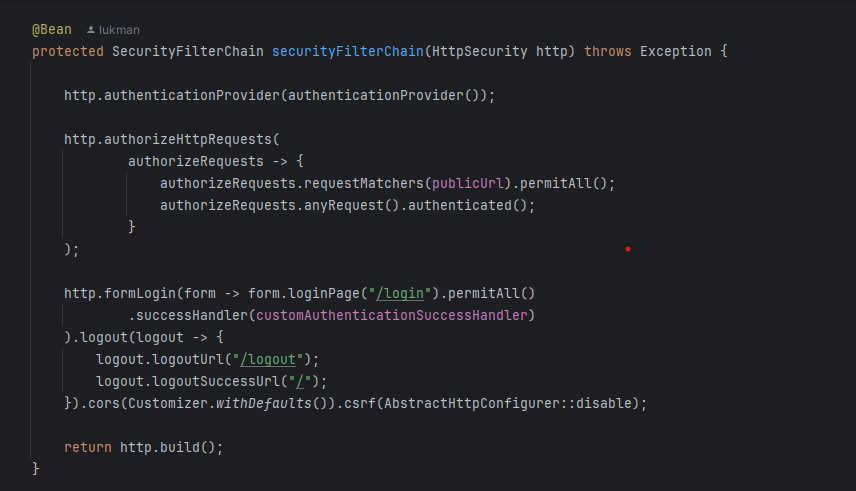 @Bean lukman
protected SecurityFilterChain securityFilterChain(HttpSecurity http) throws Exception {
http.authenticationProvider(authenticationProvider());
http.authorizeHttpRequests(
authorizeRequests -> {
authorizeRequests.requestMatchers(publicUrl).permitAll();
authorizeRequests.anyRequest().authenticated();
}
);
http.formLogin(form -> form.loginPage("/login").permitAll()
.successHandler(customAuthenticationSuccessHandler)
).logout(logout -> {
logout.logoutUrl("/logout");
logout.logoutSuccessUrl("/");
}).cors(Customizer.withDefaults()).csrf(AbstractHttpConfigurer::disable);
return http.build();
}